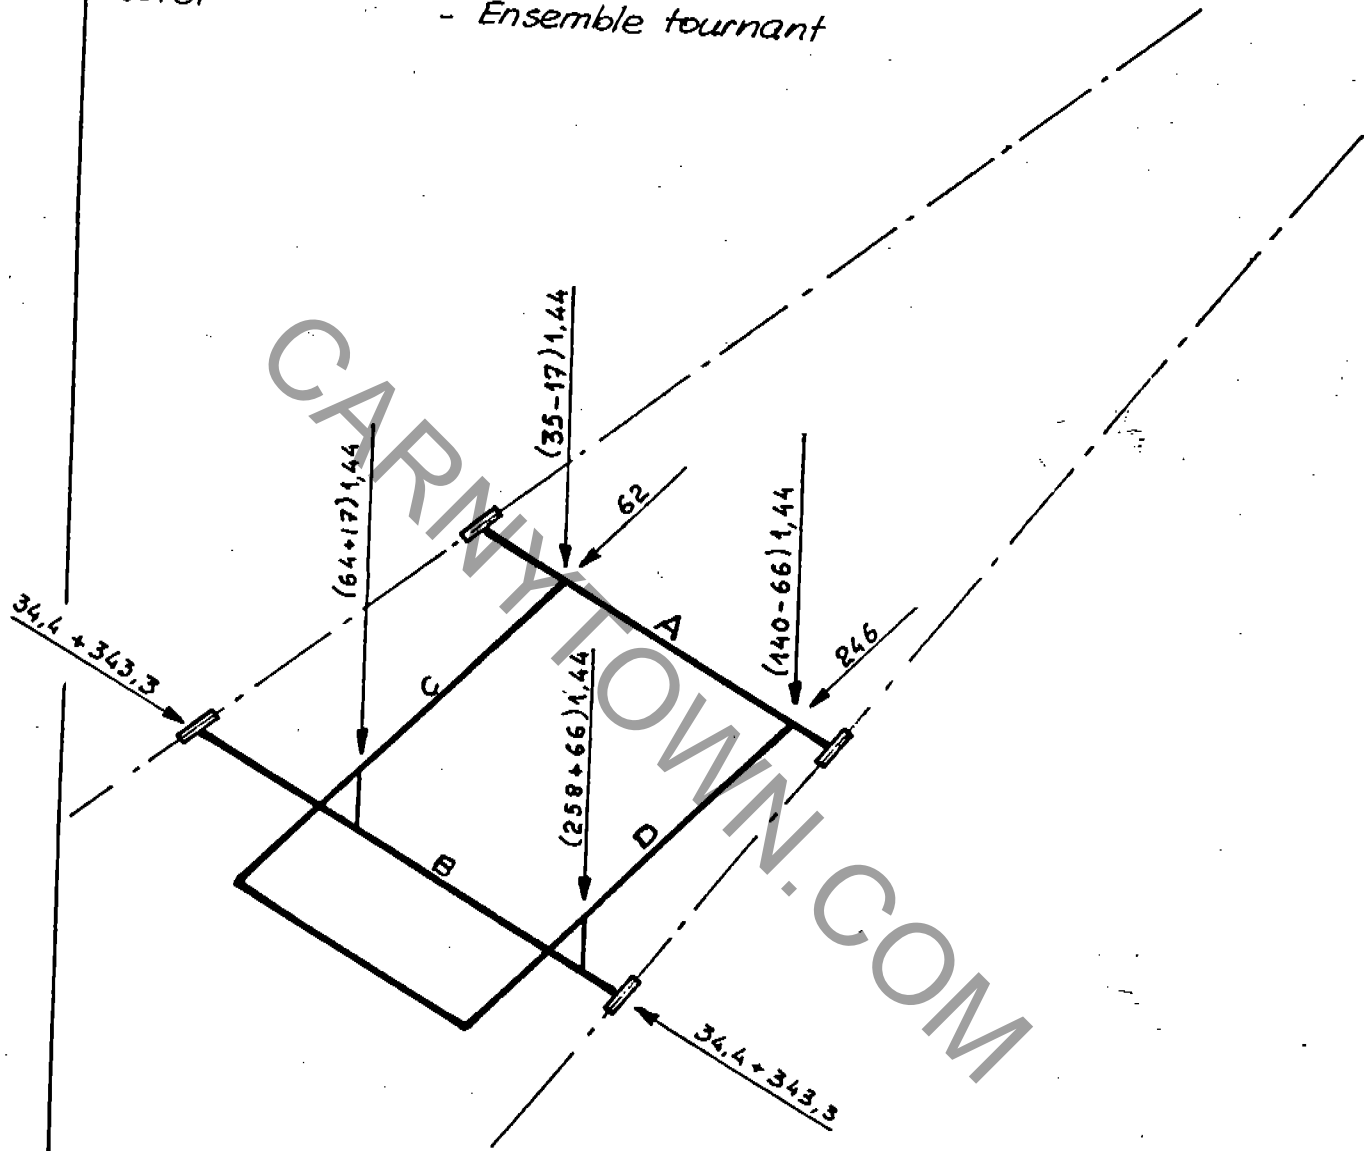 - Ensemble tournant
(35-17)1,44
62
(64+17)1,44
(140-66)1,44
246
34,4 + 343,3
A
C
(258+66)1,44
D
B
34,4 + 343,3
CARNYTOWN.COM